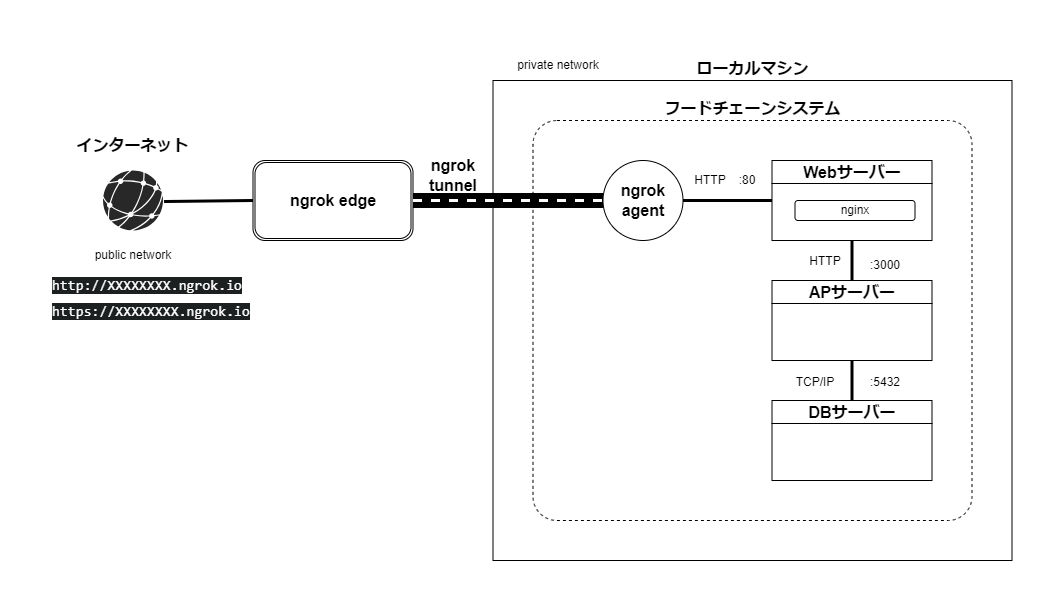 private network
ローカルマシン
フードチェーンシステム
インターネット
public network
http://XXXXXXXX.ngrok.io
https://XXXXXXXX.ngrok.io
ngrok edge
ngrok
tunnel
ngrok
agent
HTTP :80
Webサーバー
nginx
HTTP :3000
APサーバー
TCP/IP :5432
DBサーバー